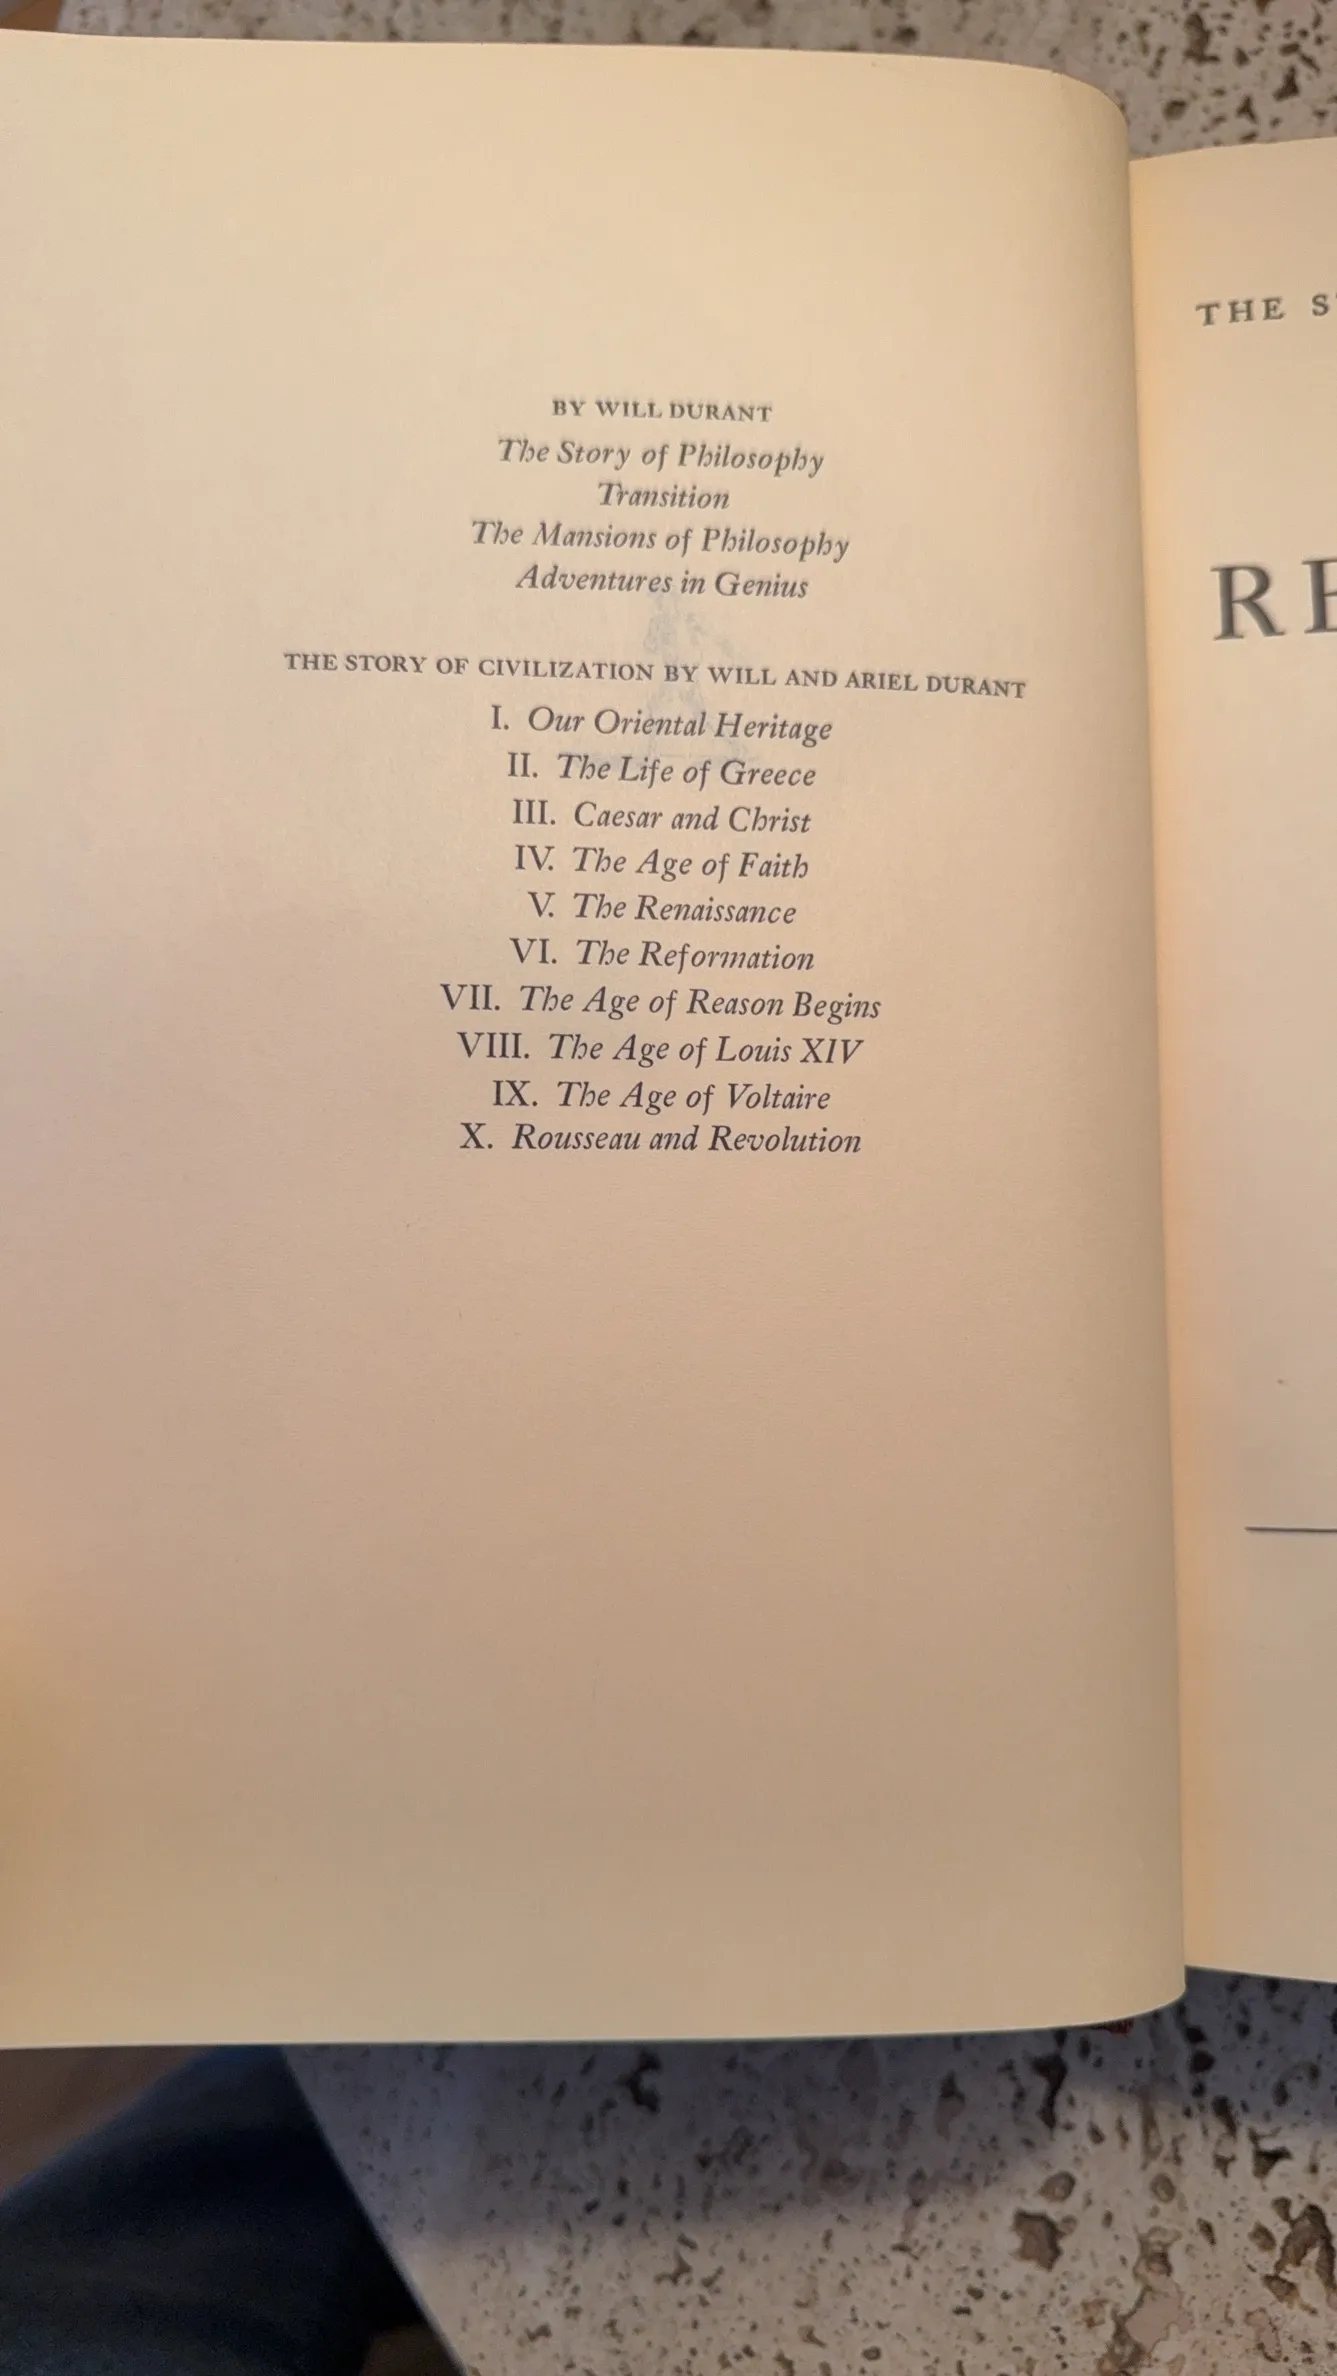 BY WILL DURANT
The Story of Philosophy
Transition
The Mansions of Philosophy
Adventures in Genius
THE STORY OF CIVILIZATION BY WILL AND ARIEL DURANT
I. Our Oriental Heritage
II. The Life of Greece
III. Caesar and Christ
IV. The Age of Faith
V. The Renaissance
VI. The Reformation
VII. The Age of Reason Begins
VIII. The Age of Louis XIV
IX. The Age of Voltaire
X. Rousseau and Revolution
THE S
RE